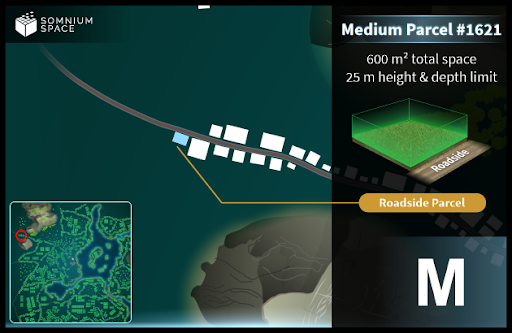 SOMNIUM
SPACE
Medium Parcel #1621
600 m² total space
25 m height & depth limit
Roadside
Roadside Parcel
M